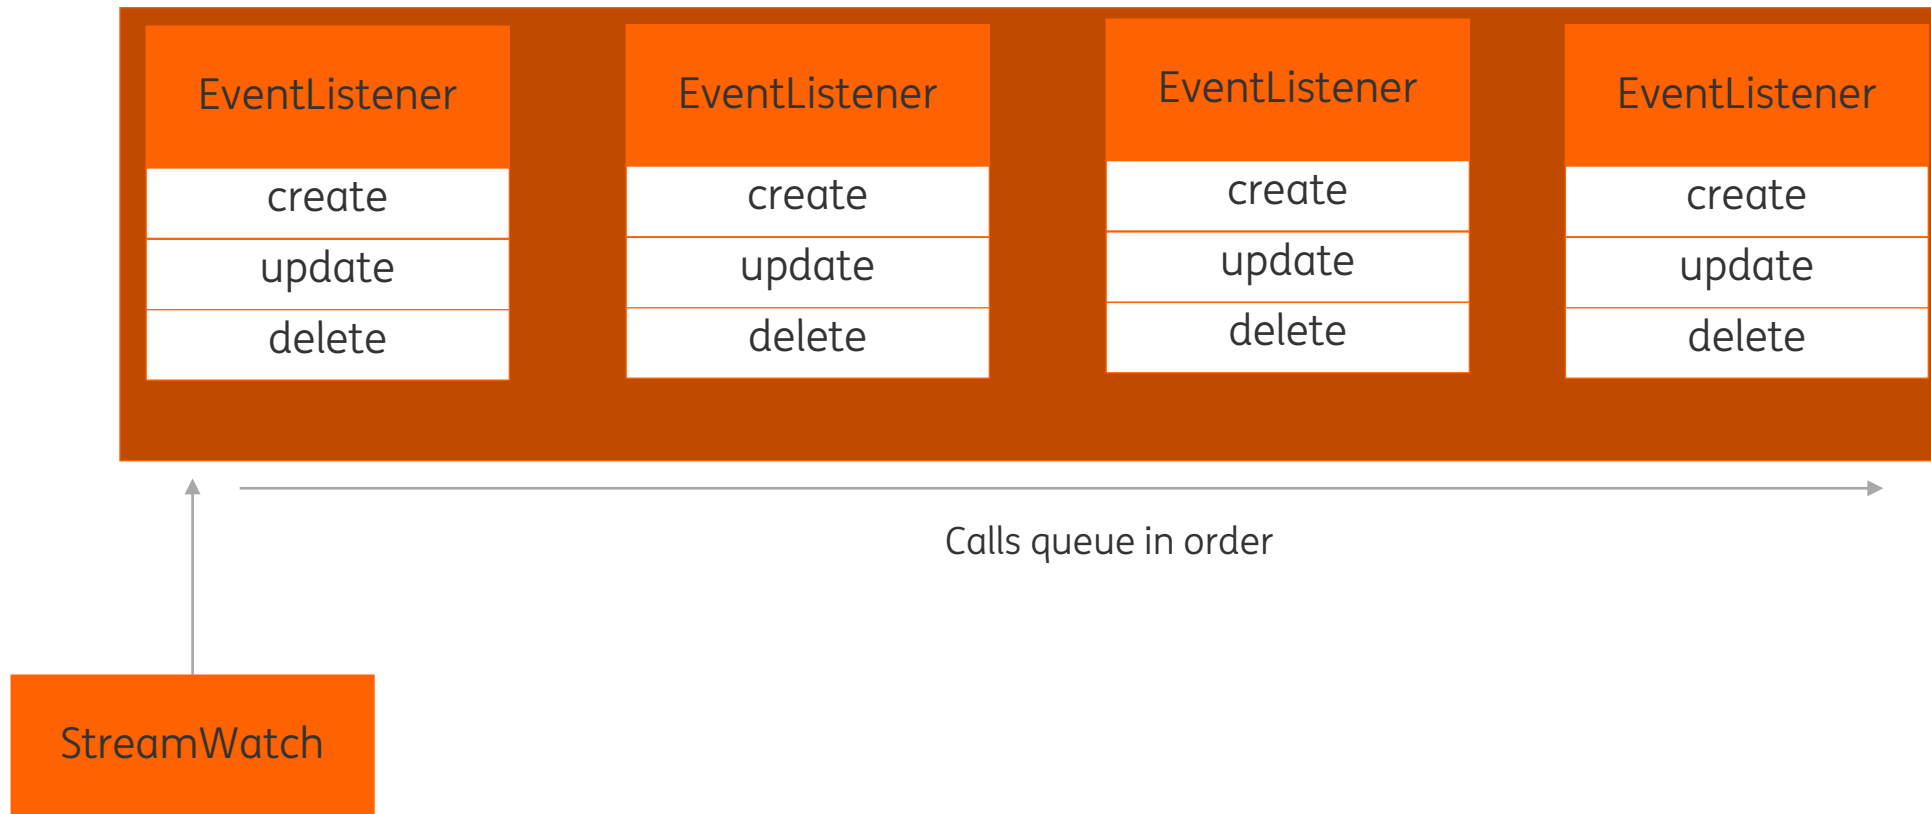 EventListener
create
update
delete
EventListener
create
update
delete
EventListener
create
update
delete
EventListener
create
update
delete
Calls queue in order
StreamWatch